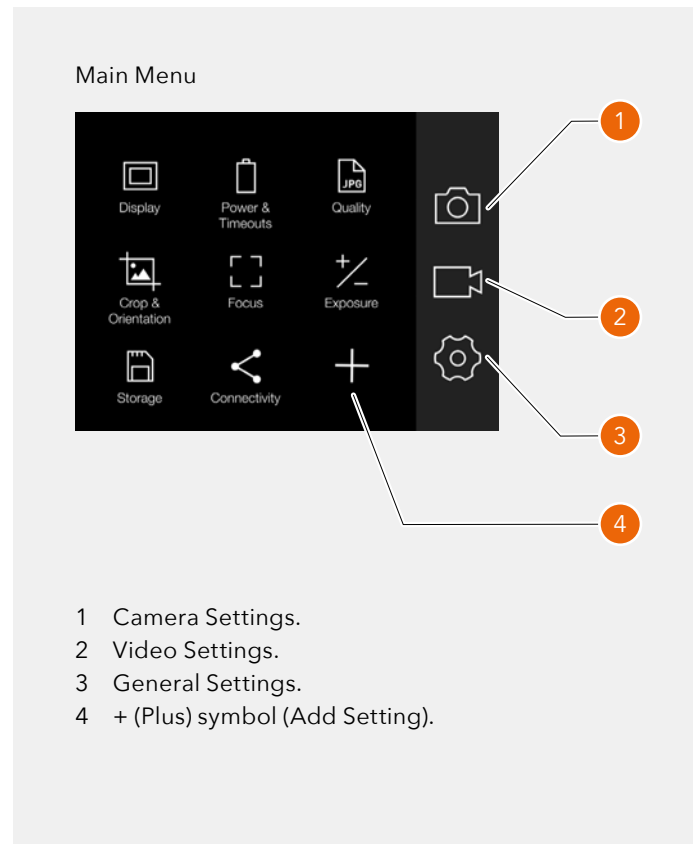 Main Menu
1
Display
Power &
Timeouts
JPG
Quality
Crop &
Orientation
Focus
Exposure
2
Storage
Connectivity
3
4
1 Camera Settings.
2 Video Settings.
3 General Settings.
4 + (Plus) symbol (Add Setting).